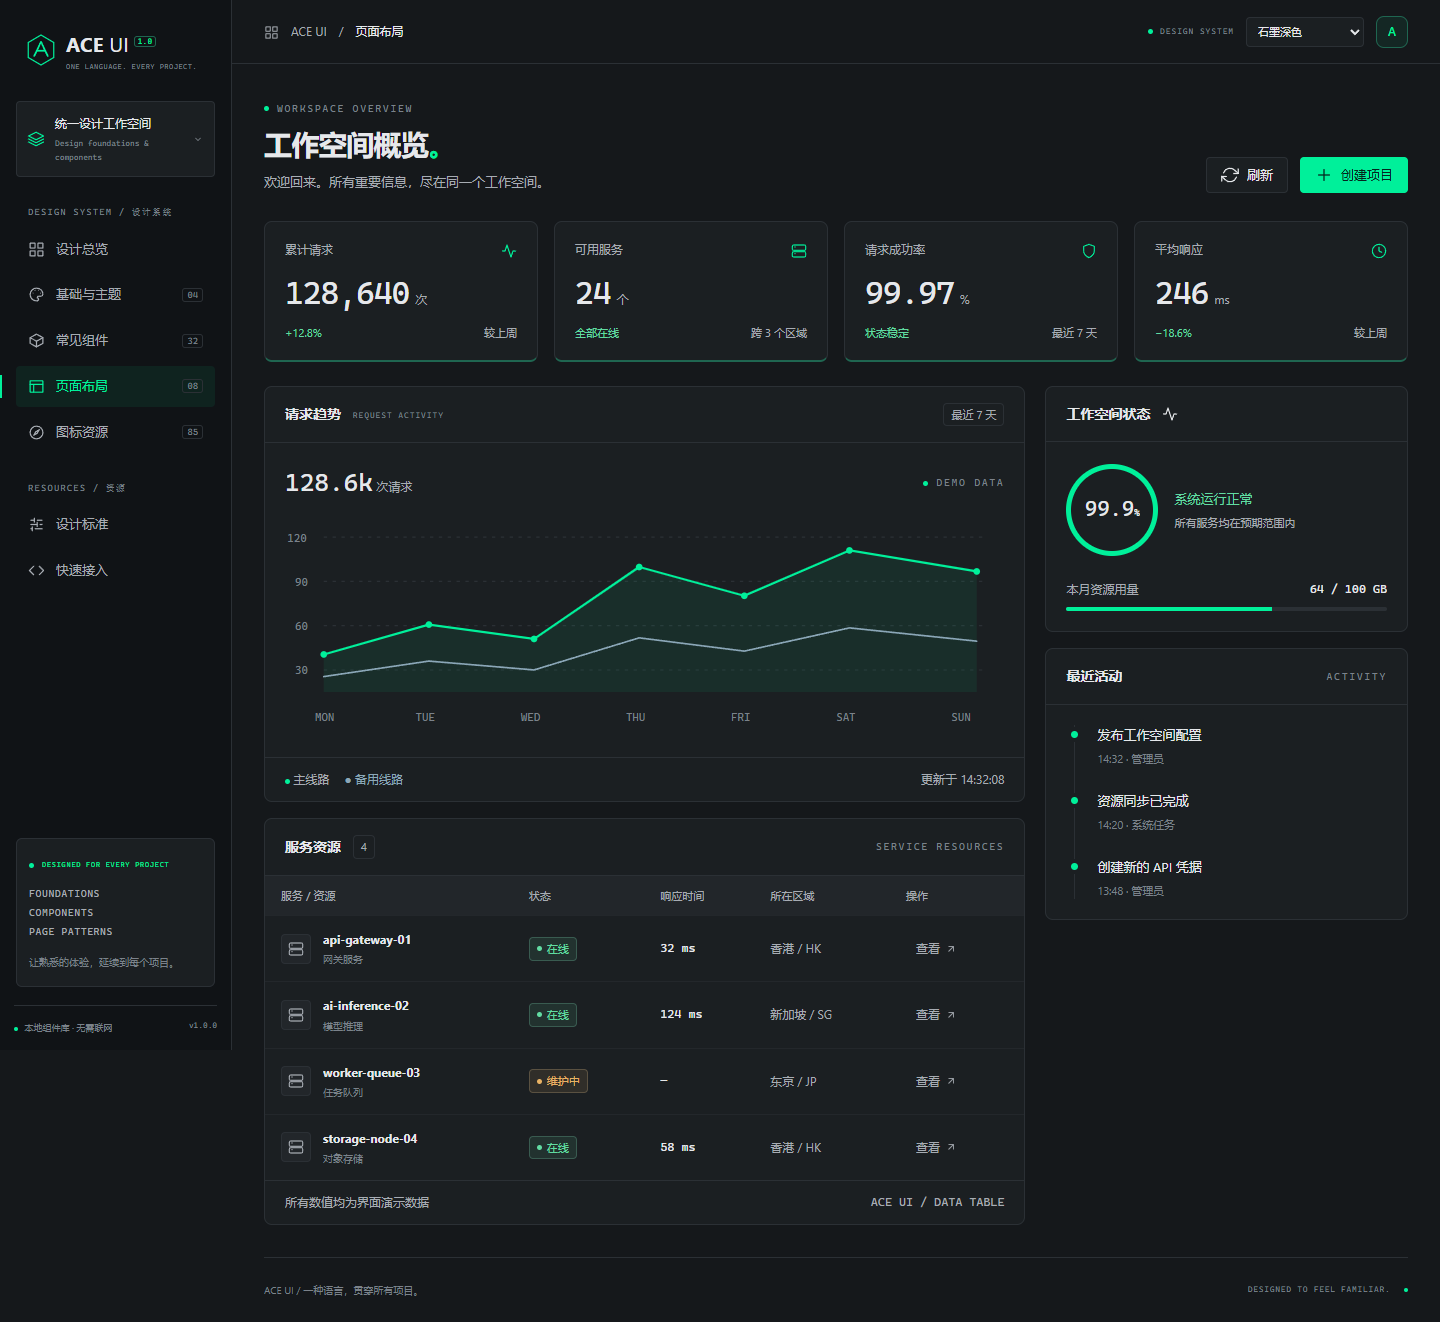 ACE UI 1.0
ONE LANGUAGE. EVERY PROJECT.
统一设计工作空间
Design foundations &
components
DESIGN SYSTEM / 设计系统
设计总览
基础与主题 04
常见组件 32
页面布局 08
图标资源 85
RESOURCES / 资源
设计标准
快速接入
DESIGNED FOR EVERY PROJECT
FOUNDATIONS
COMPONENTS
PAGE PATTERNS
让熟悉的体验，延续到每个项目。
本地组件库 · 无需联网 v1.0.0
ACE UI / 页面布局
DESIGN SYSTEM 石墨深色 A
WORKSPACE OVERVIEW
工作空间概览。
欢迎回来。所有重要信息，尽在同一个工作空间。
刷新 创建项目
累计请求
128,640 次
+12.8% 较上周
可用服务
24 个
全部在线 跨 3 个区域
请求成功率
99.97 %
状态稳定 最近 7 天
平均响应
246 ms
−18.6% 较上周
请求趋势 REQUEST ACTIVITY 最近 7 天
128.6k 次请求 DEMO DATA
120
90
60
30
MON TUE WED THU FRI SAT SUN
主线路 备用线路 更新于 14:32:08
工作空间状态
99.9%
系统运行正常
所有服务均在预期范围内
本月资源用量 64 / 100 GB
最近活动 ACTIVITY
发布工作空间配置
14:32 · 管理员
资源同步已完成
14:20 · 系统任务
创建新的 API 凭据
13:48 · 管理员
服务资源 4 SERVICE RESOURCES
服务 / 资源 状态 响应时间 所在区域 操作
api-gateway-01
网关服务
在线 32 ms 香港 / HK 查看
ai-inference-02
模型推理
在线 124 ms 新加坡 / SG 查看
worker-queue-03
任务队列
维护中 — 东京 / JP 查看
storage-node-04
对象存储
在线 58 ms 香港 / HK 查看
所有数值均为界面演示数据 ACE UI / DATA TABLE
ACE UI / 一种语言，贯穿所有项目。 DESIGNED TO FEEL FAMILIAR.